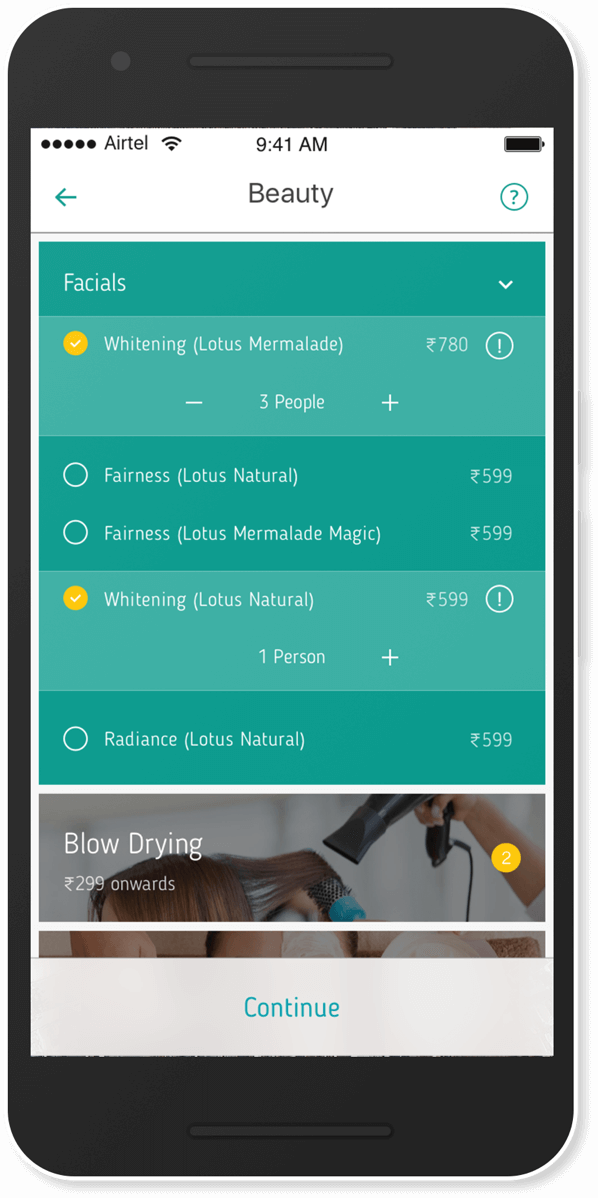 Airtel 9:41 AM
Beauty ?
Facials
Whitening (Lotus Mermalade) ₹780 !
− 3 People +
Fairness (Lotus Natural) ₹599
Fairness (Lotus Mermalade Magic) ₹599
Whitening (Lotus Natural) ₹599 !
1 Person +
Radiance (Lotus Natural) ₹599
Blow Drying
2
₹299 onwards
Continue